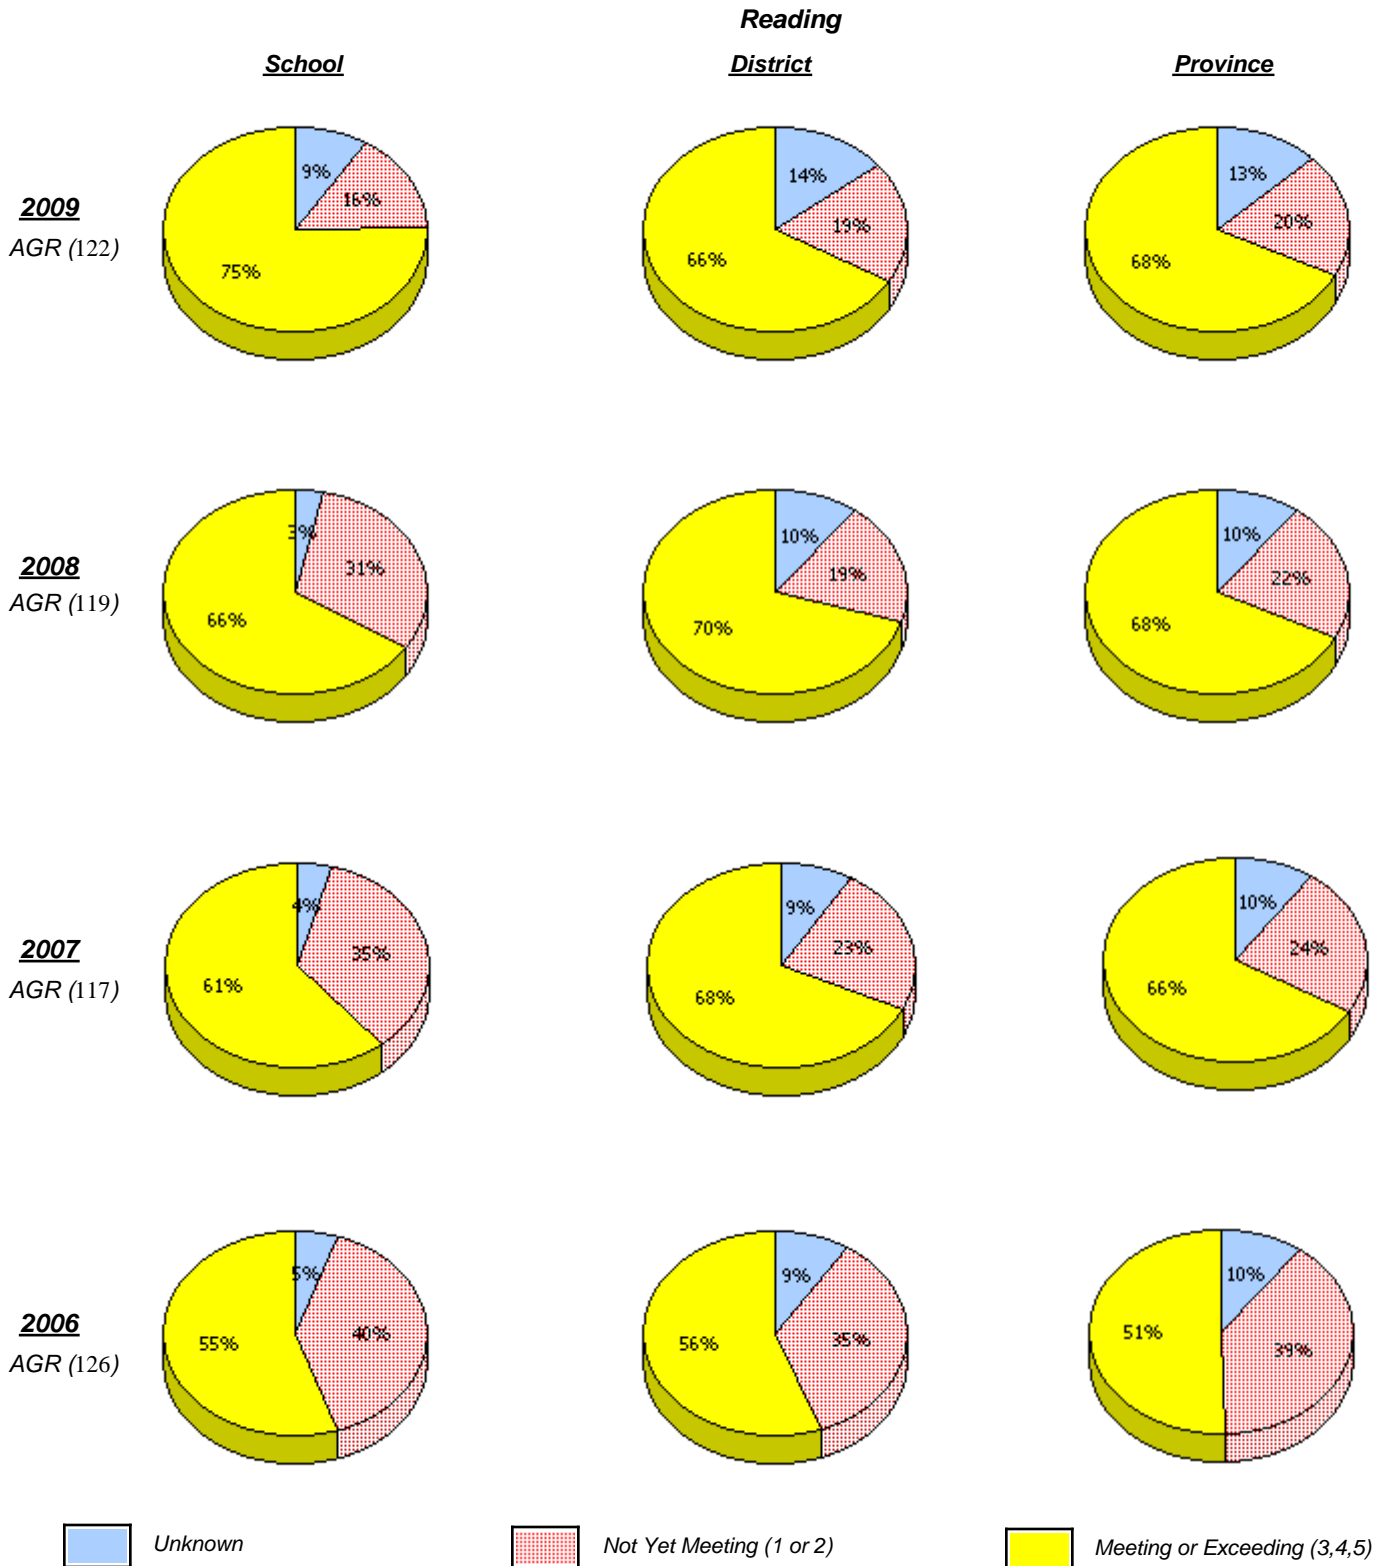 Reading
School District Province
2009
AGR (122)
9% 16% 75%
14% 19% 66%
13% 20% 68%
2008
AGR (119)
3% 31% 66%
10% 19% 70%
10% 22% 68%
2007
AGR (117)
4% 35% 61%
9% 23% 68%
10% 24% 66%
2006
AGR (126)
5% 40% 55%
9% 35% 56%
10% 39% 51%
Unknown Not Yet Meeting (1 or 2) Meeting or Exceeding (3,4,5)